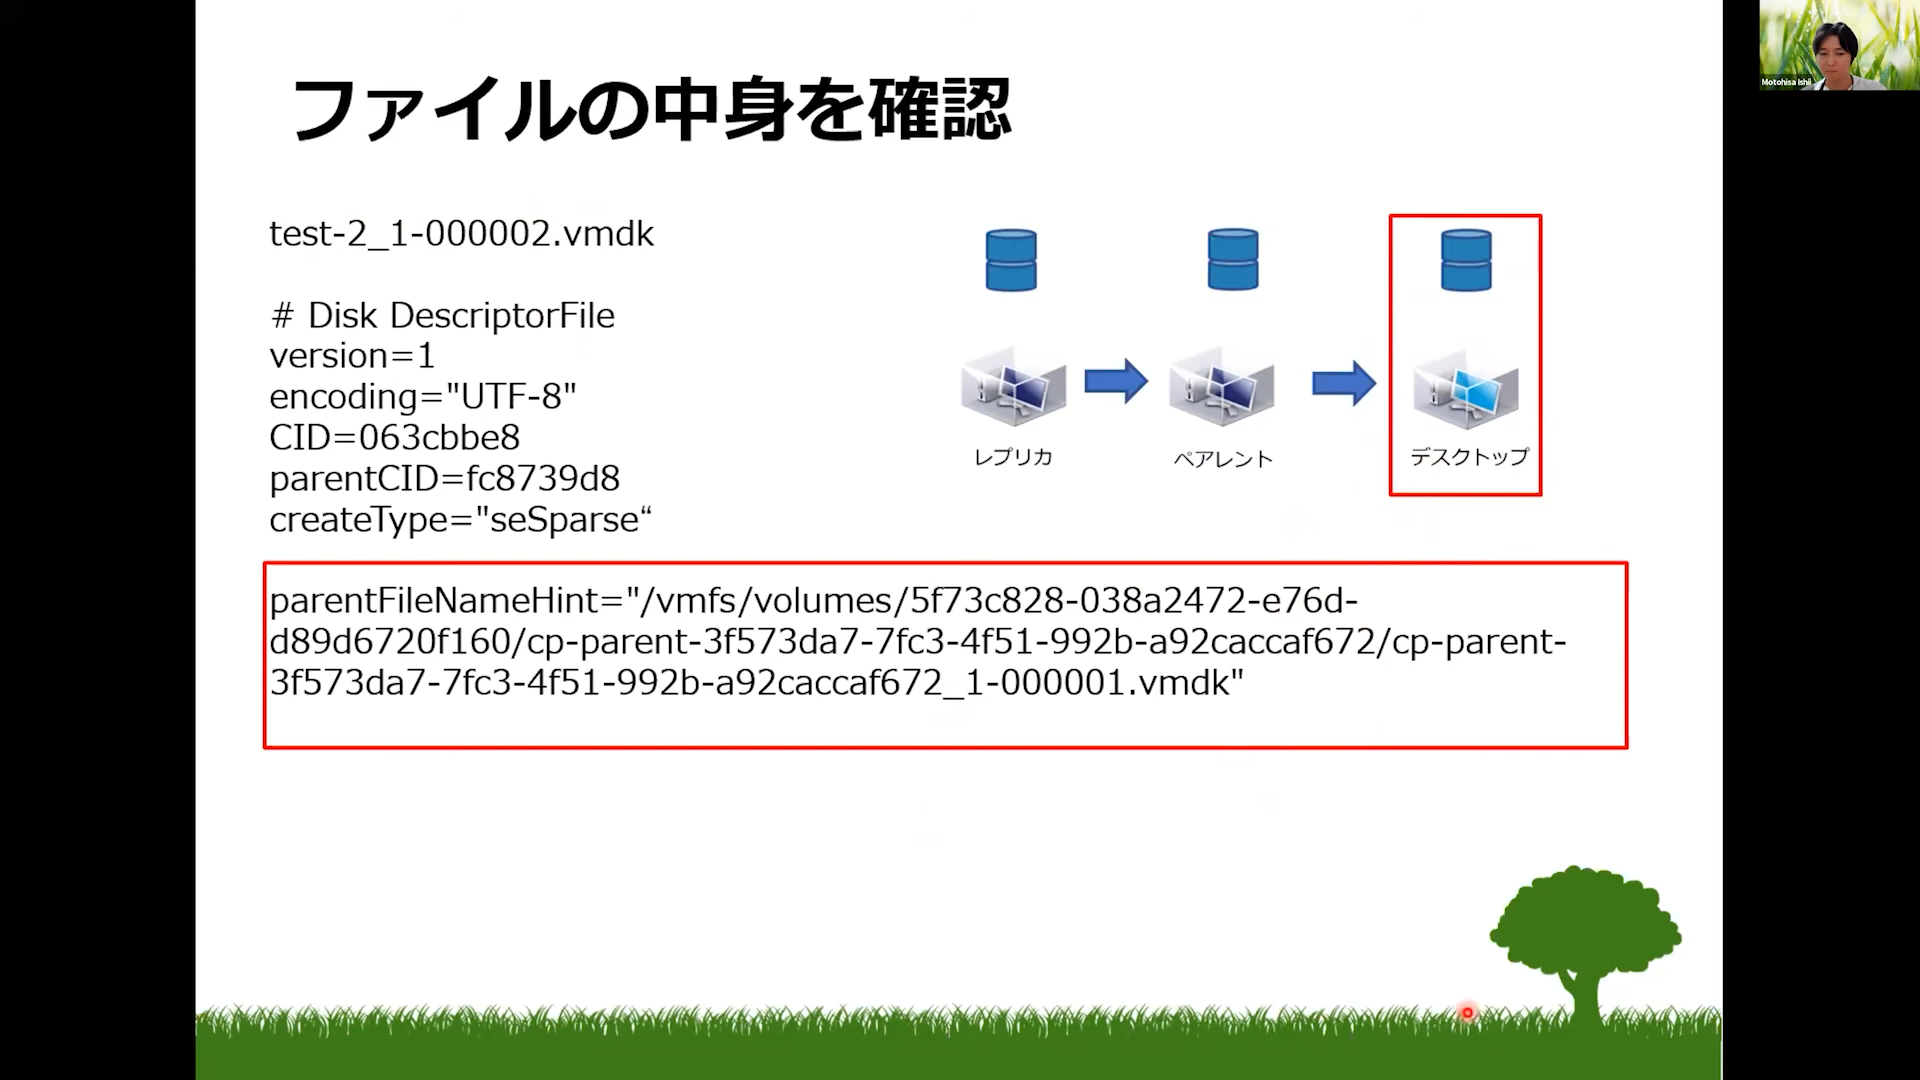 ファイルの中身を確認
test-2_1-000002.vmdk
# Disk DescriptorFile
version=1
encoding="UTF-8"
CID=063cbbe8
parentCID=fc8739d8
createType="seSparse“
レプリカ
ペアレント
デスクトップ
parentFileNameHint="/vmfs/volumes/5f73c828-038a2472-e76d-
d89d6720f160/cp-parent-3f573da7-7fc3-4f51-992b-a92caccaf672/cp-parent-
3f573da7-7fc3-4f51-992b-a92caccaf672_1-000001.vmdk"
Motohisa Ishii